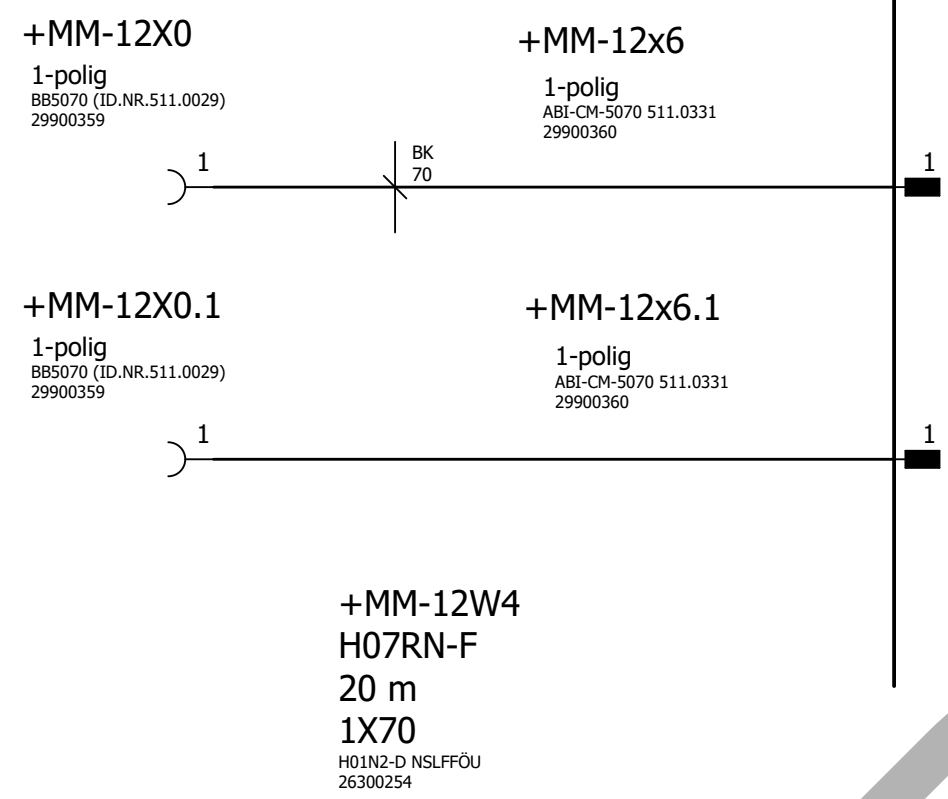 +MM-12X0
1-polig
BB5070 (ID.NR.511.0029)
29900359
+MM-12x6
1-polig
ABI-CM-5070 511.0331
29900360
1
BK
70
1
+MM-12X0.1
1-polig
BB5070 (ID.NR.511.0029)
29900359
+MM-12x6.1
1-polig
ABI-CM-5070 511.0331
29900360
1
1
+MM-12W4
H07RN-F
20 m
1X70
H01N2-D NSLFFÖU
26300254